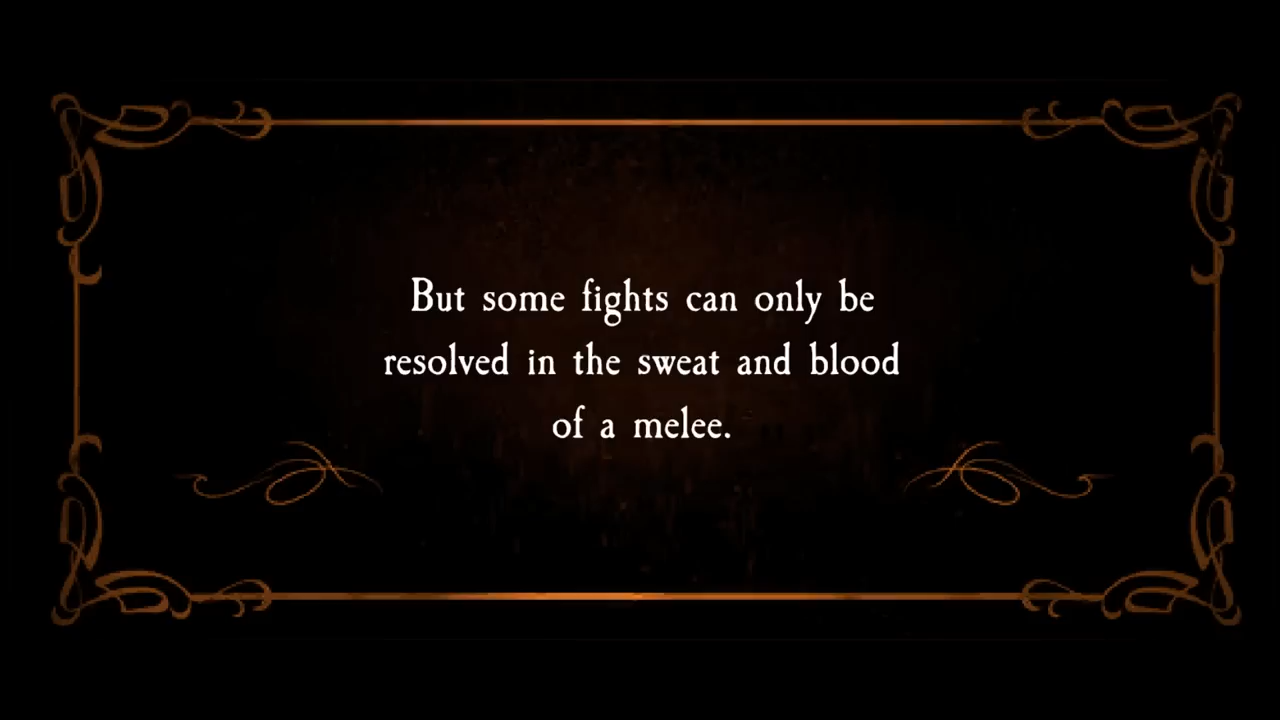 But some fights can only be
resolved in the sweat and blood
of a melee.